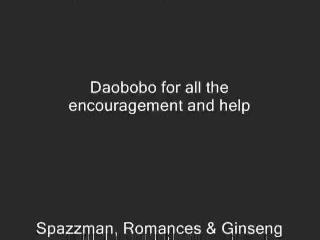 Daobobo for all the
encouragement and help
Spazzman, Romances & Ginseng